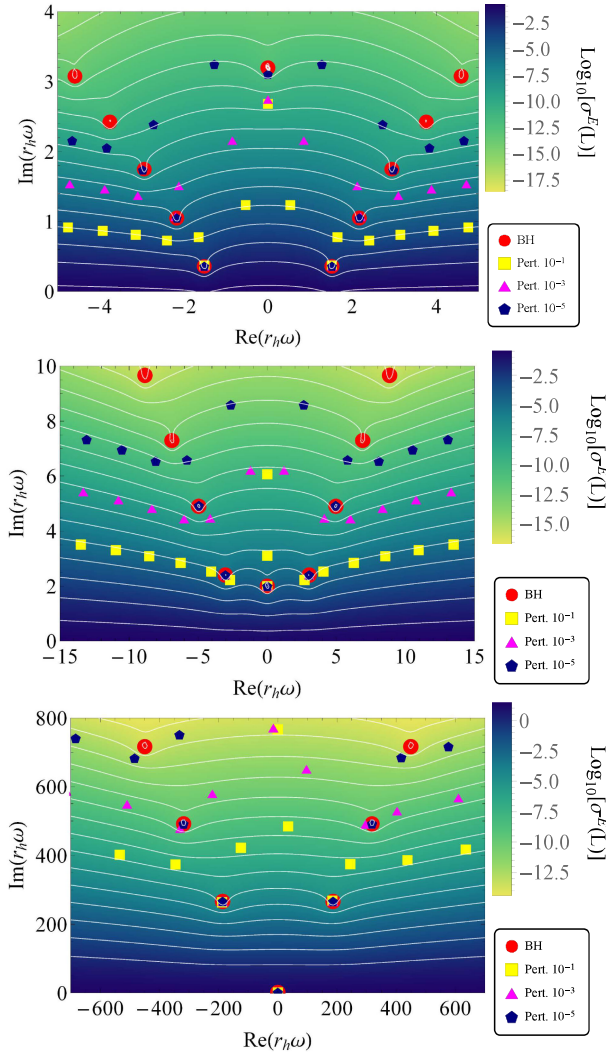 4
3
2
1
0
Im(r_hω)
−4 −2 0 2 4
Re(r_hω)
−2.5
−5.0
−7.5
−10.0
−12.5
−15.0
−17.5
Log₁₀[σᴱ(L)]
BH
Pert. 10⁻¹
Pert. 10⁻³
Pert. 10⁻⁵
10
8
6
4
2
0
Im(r_hω)
−15 −10 −5 0 5 10 15
Re(r_hω)
−2.5
−5.0
−7.5
−10.0
−12.5
−15.0
Log₁₀[σᴱ(L)]
BH
Pert. 10⁻¹
Pert. 10⁻³
Pert. 10⁻⁵
800
600
400
200
0
Im(r_hω)
−600 −400 −200 0 200 400 600
Re(r_hω)
0
−2.5
−5.0
−7.5
−10.0
−12.5
Log₁₀[σᴱ(L)]
BH
Pert. 10⁻¹
Pert. 10⁻³
Pert. 10⁻⁵